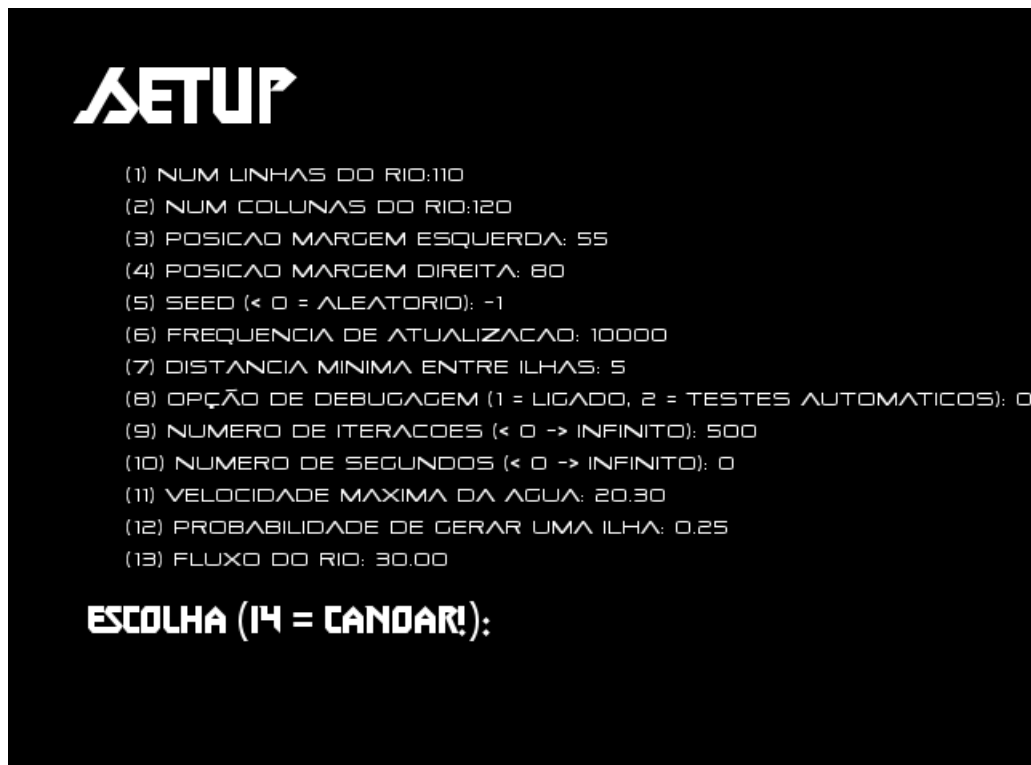 SETUP
(1) NUM LINHAS DO RIO:110
(2) NUM COLUNAS DO RIO:120
(3) POSICAO MARGEM ESQUERDA: 55
(4) POSICAO MARGEM DIREITA: 80
(5) SEED (< 0 = ALEATORIO): -1
(6) FREQUENCIA DE ATUALIZACAO: 10000
(7) DISTANCIA MINIMA ENTRE ILHAS: 5
(8) OPÇÃO DE DEBUGAGEM (1 = LIGADO, 2 = TESTES AUTOMATICOS): 0
(9) NUMERO DE ITERACOES (< 0 -> INFINITO): 500
(10) NUMERO DE SEGUNDOS (< 0 -> INFINITO): 0
(11) VELOCIDADE MAXIMA DA AGUA: 20.30
(12) PROBABILIDADE DE GERAR UMA ILHA: 0.25
(13) FLUXO DO RIO: 30.00
ESCOLHA (14 = CANOAR!):